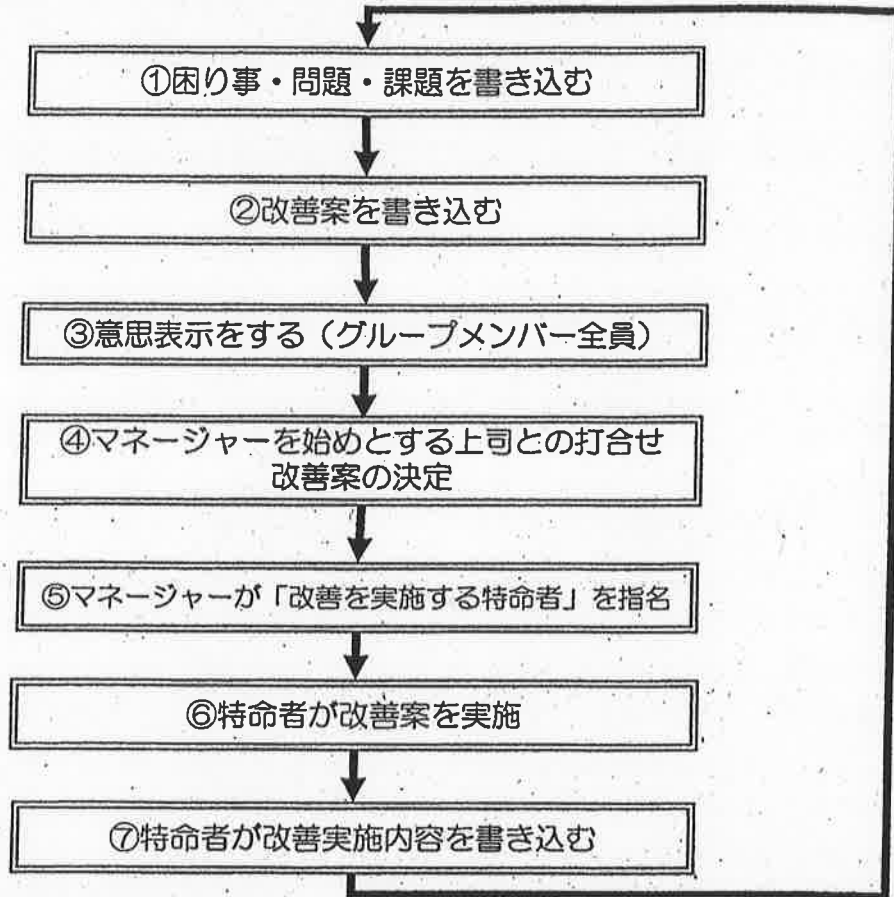 ①困り事・問題・課題を書き込む
②改善案を書き込む
③意思表示をする（グループメンバー全員）
④マネージャーを始めとする上司との打合せ
改善案の決定
⑤マネージャーが「改善を実施する特命者」を指名
⑥特命者が改善案を実施
⑦特命者が改善実施内容を書き込む